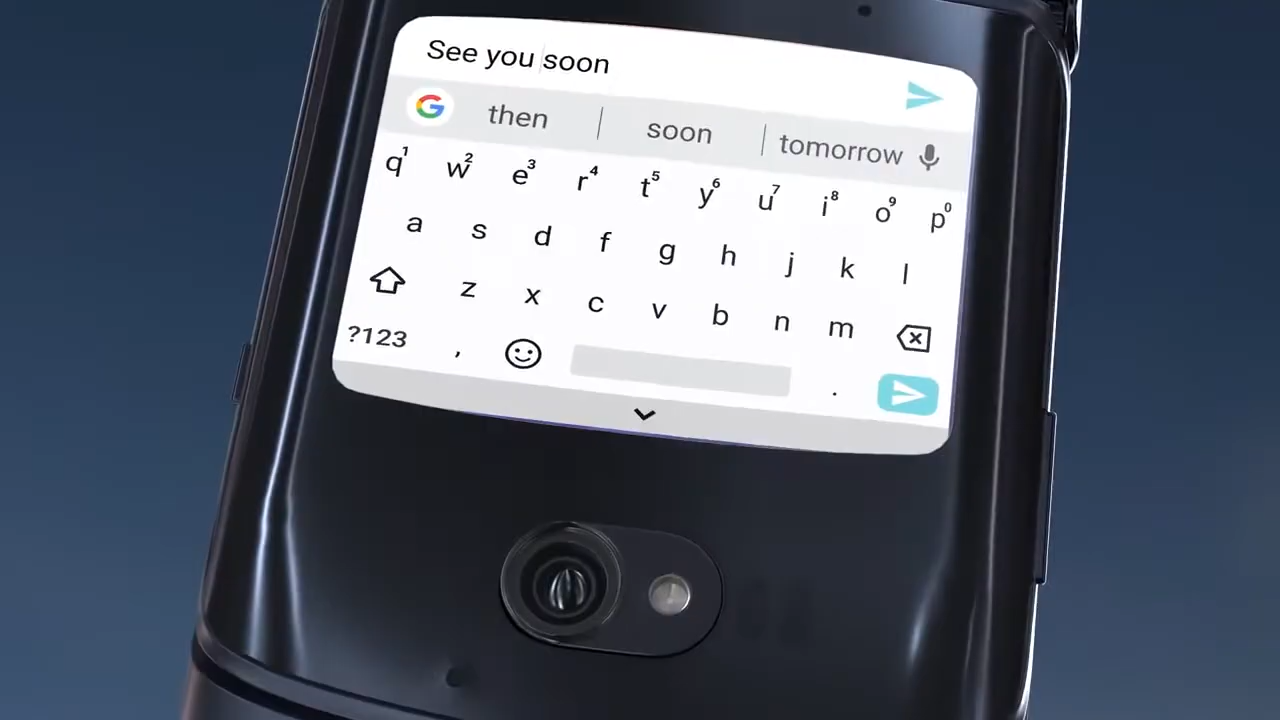 See you soon
G then soon tomorrow
q1 w2 e3 r4 t5 y6 u7 i8 o9 p0
a s d f g h j k l
z x c v b n m
?123 , .